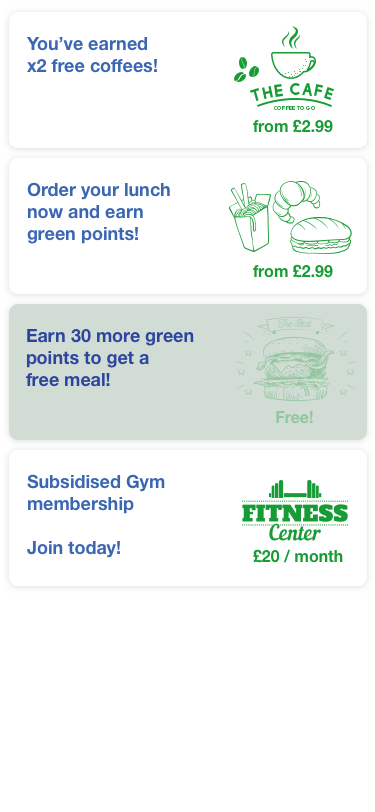 You’ve earned
x2 free coffees!
THE CAFE
COFFEE TO GO
from £2.99
Order your lunch
now and earn
green points!
from £2.99
Earn 30 more green
points to get a
free meal!
The Best
Free!
Subsidised Gym
membership
Join today!
FITNESS
Center
£20 / month